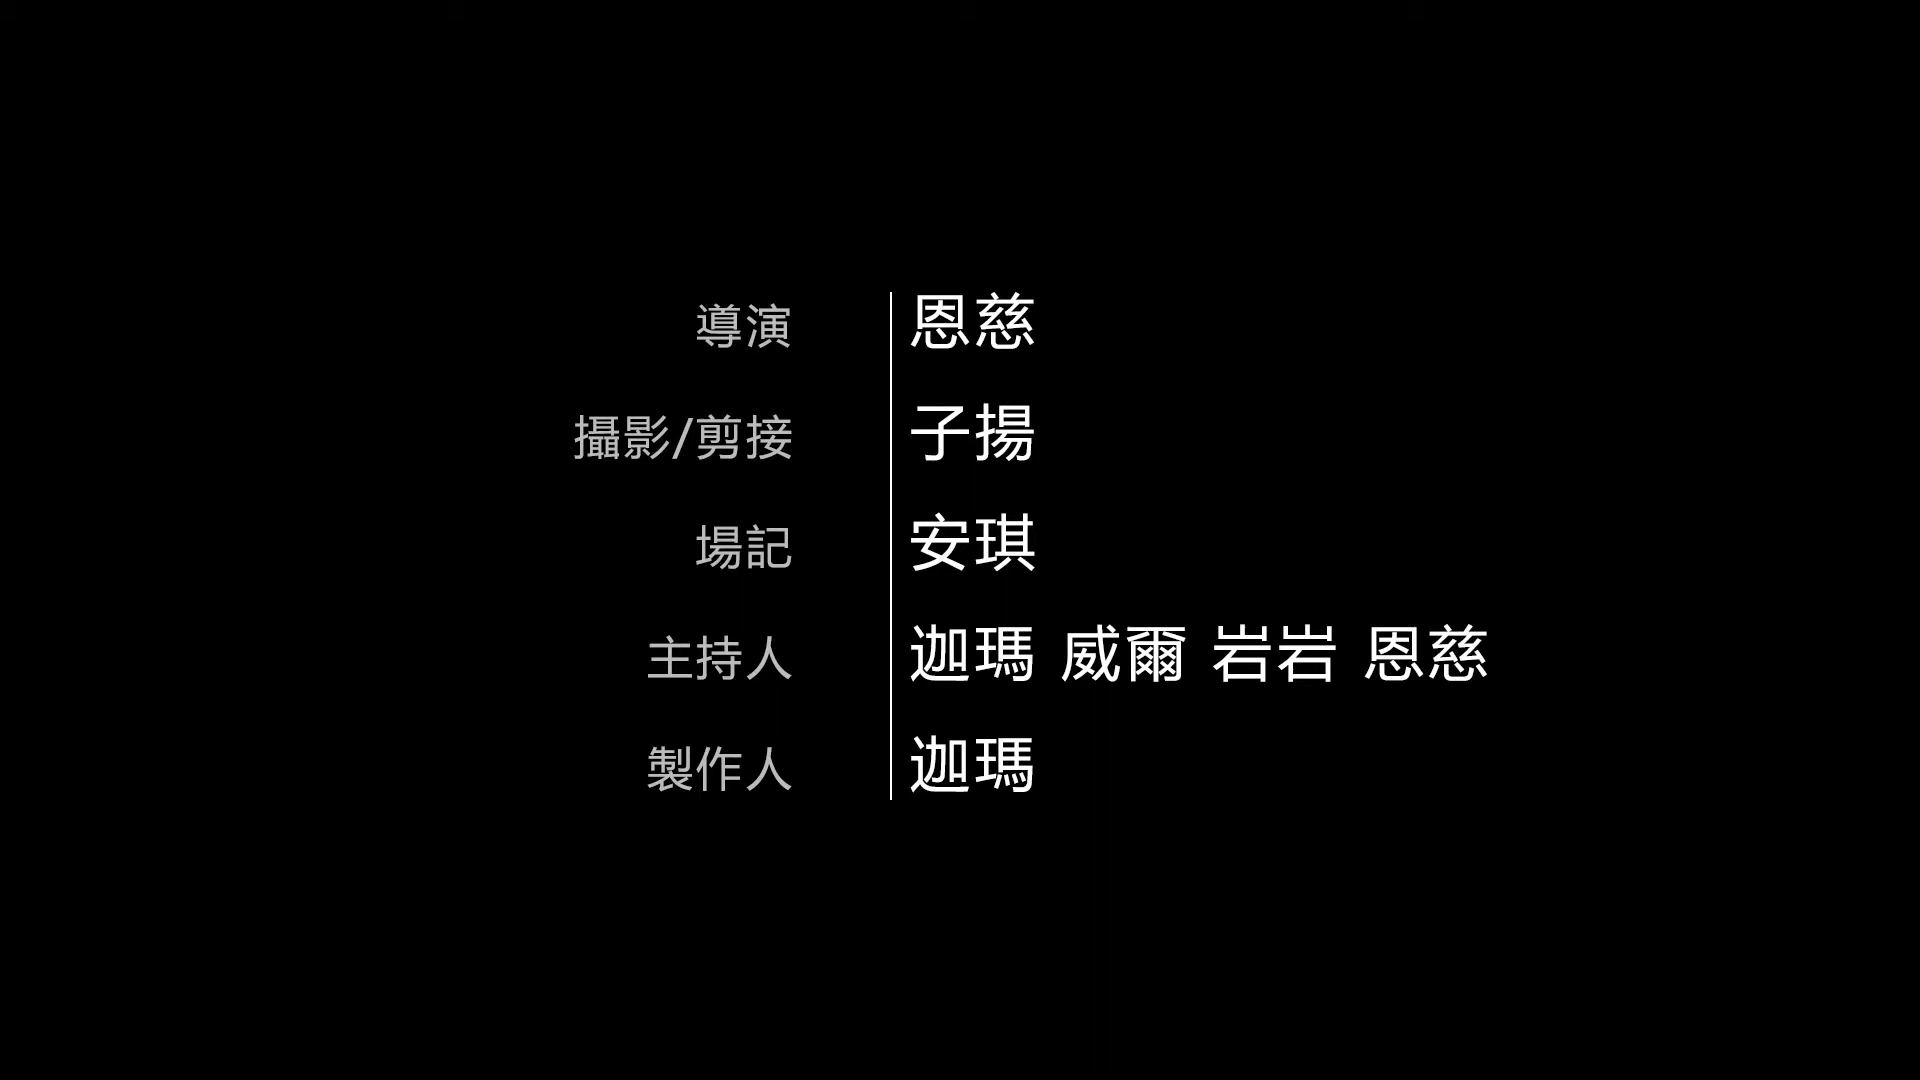 導演 恩慈
攝影/剪接 子揚
場記 安琪
主持人 迦瑪 威爾 岩岩 恩慈
製作人 迦瑪